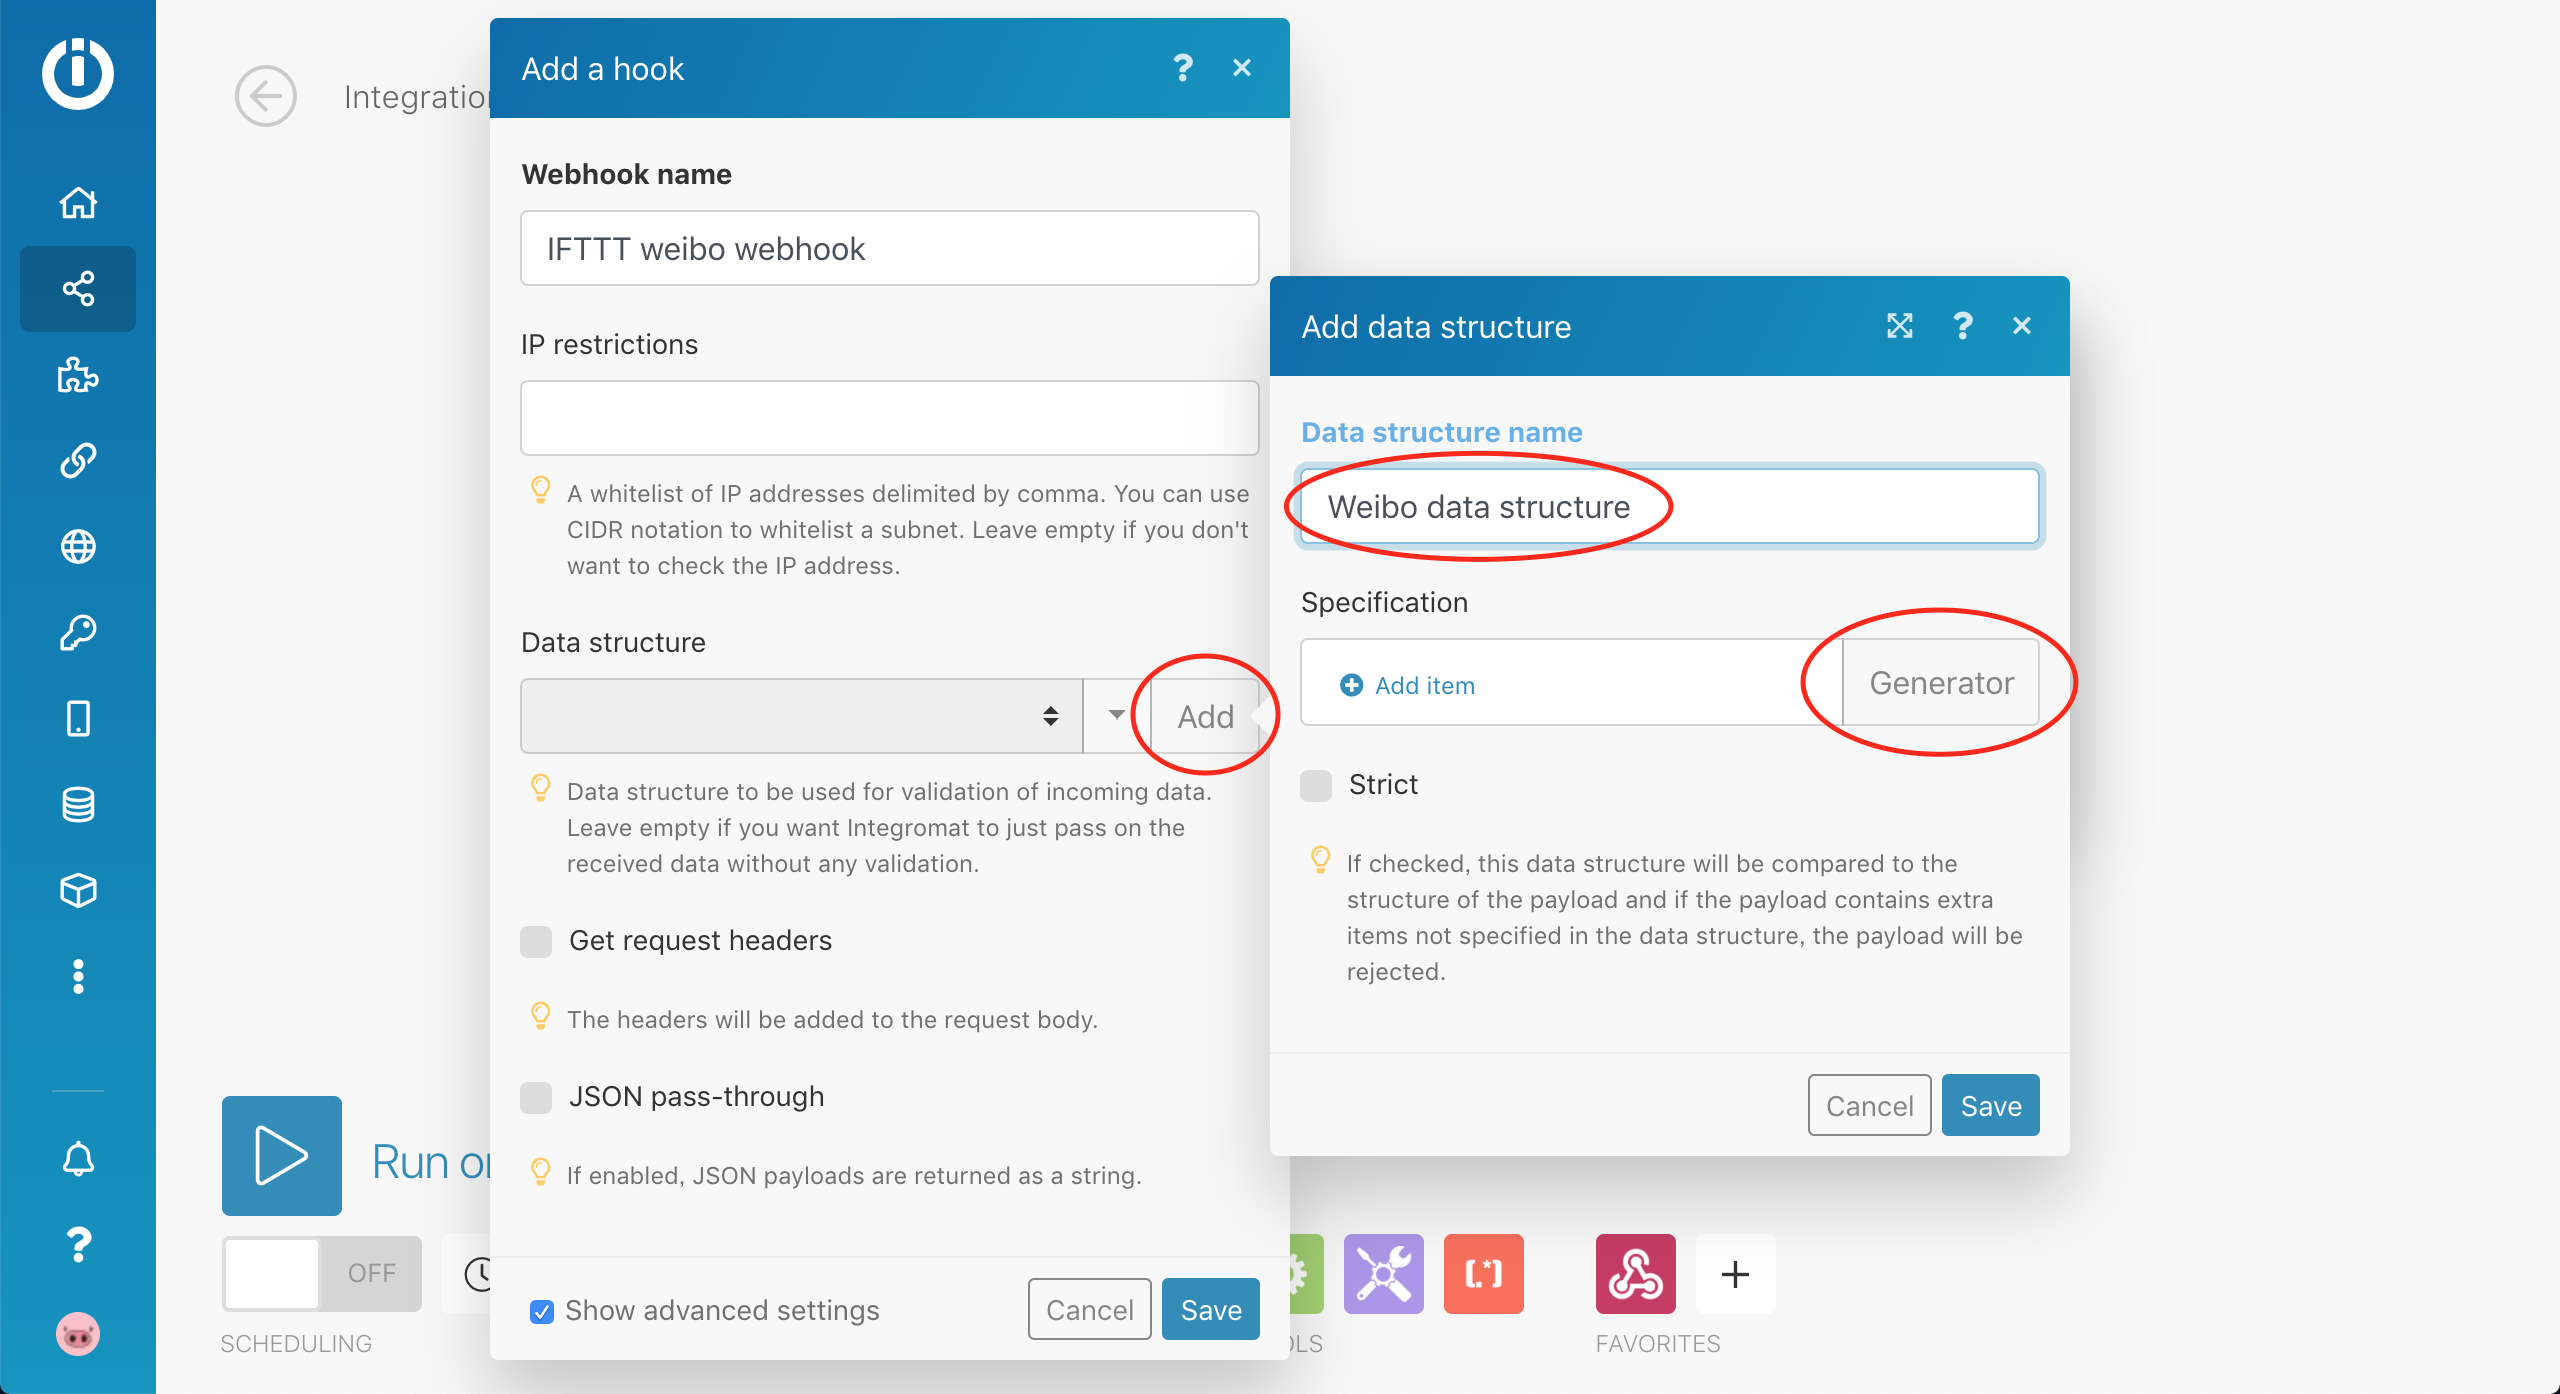 Integration
Add a hook
Webhook name
IFTTT weibo webhook
IP restrictions
A whitelist of IP addresses delimited by comma. You can use
CIDR notation to whitelist a subnet. Leave empty if you don't
want to check the IP address.
Data structure
Add
Data structure to be used for validation of incoming data.
Leave empty if you want Integromat to just pass on the
received data without any validation.
Get request headers
The headers will be added to the request body.
JSON pass-through
If enabled, JSON payloads are returned as a string.
Show advanced settings
Cancel
Save
Add data structure
Data structure name
Weibo data structure
Specification
Add item
Generator
Strict
If checked, this data structure will be compared to the
structure of the payload and if the payload contains extra
items not specified in the data structure, the payload will be
rejected.
Cancel
Save
Run
OFF
SCHEDULING
OLS
FAVORITES